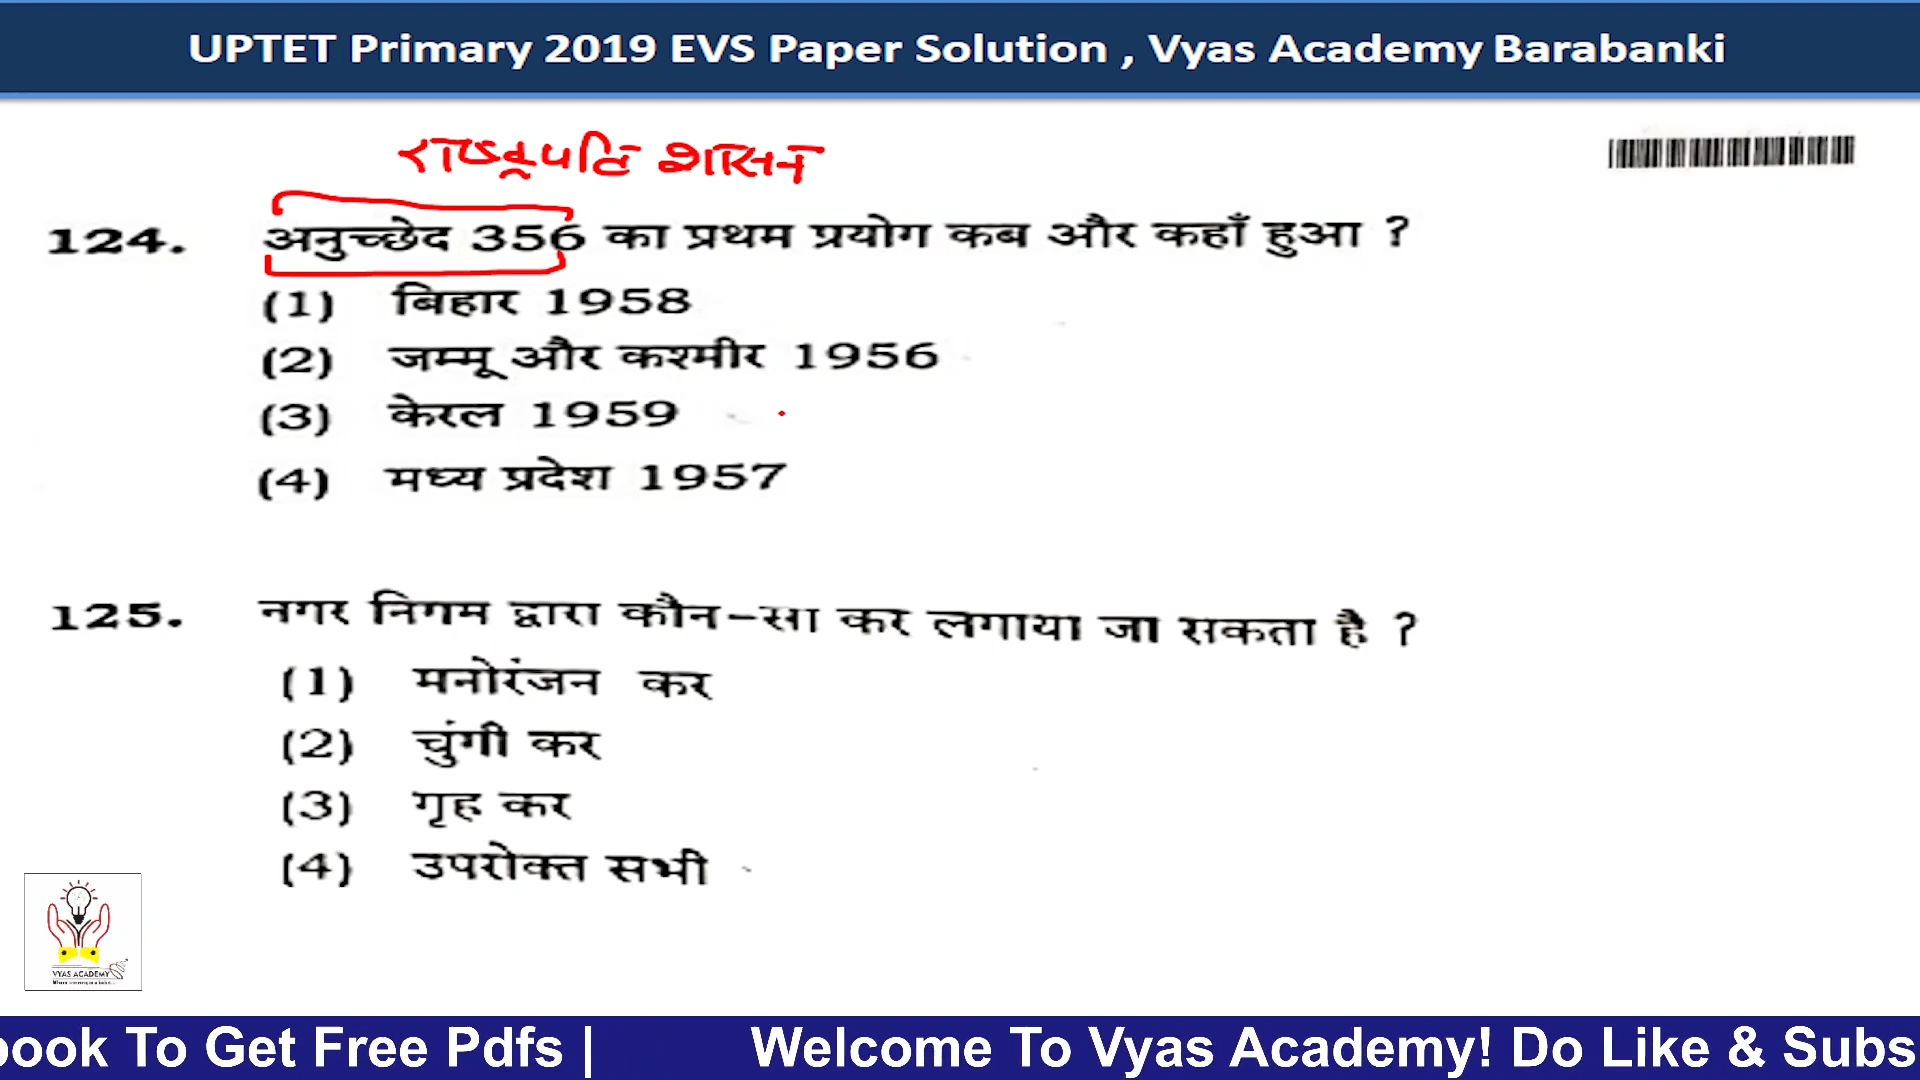 UPTET Primary 2019 EVS Paper Solution , Vyas Academy Barabanki
राष्ट्रपति शासन
124. अनुच्छेद 356 का प्रथम प्रयोग कब और कहाँ हुआ ?
(1) बिहार 1958
(2) जम्मू और कश्मीर 1956
(3) केरल 1959
(4) मध्य प्रदेश 1957
125. नगर निगम द्वारा कौन-सा कर लगाया जा सकता है ?
(1) मनोरंजन कर
(2) चुंगी कर
(3) गृह कर
(4) उपरोक्त सभी
VYAS ACADEMY
book To Get Free Pdfs | Welcome To Vyas Academy! Do Like & Subs